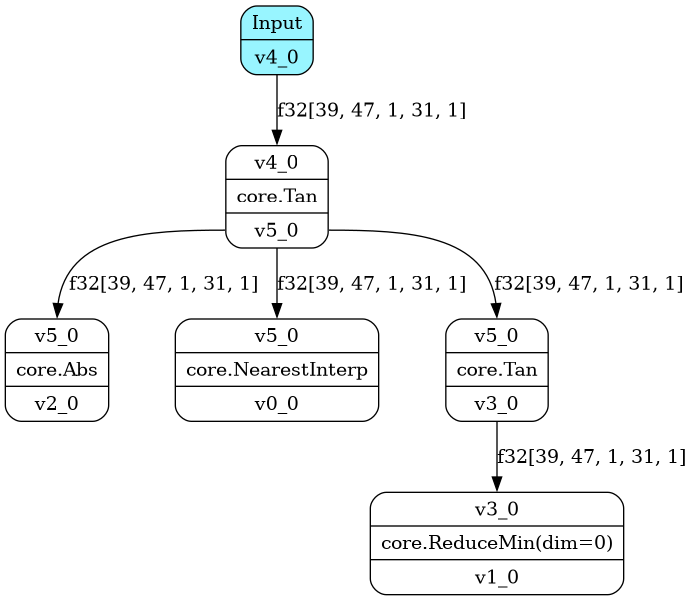 Input
v4_0
f32[39, 47, 1, 31, 1]
v4_0
core.Tan
v5_0
f32[39, 47, 1, 31, 1]
f32[39, 47, 1, 31, 1]
f32[39, 47, 1, 31, 1]
v5_0
core.Abs
v2_0
v5_0
core.NearestInterp
v0_0
v5_0
core.Tan
v3_0
f32[39, 47, 1, 31, 1]
v3_0
core.ReduceMin(dim=0)
v1_0